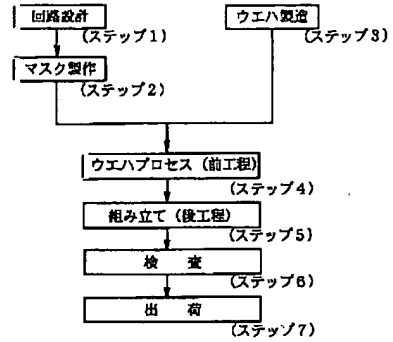 回路設計
(ステップ1)
ウエハ製造
(ステップ3)
マスク製作
(ステップ2)
ウエハプロセス(前工程)
(ステップ4)
組み立て(後工程)
(ステップ5)
検 査
(ステップ6)
出 荷
(ステップ7)